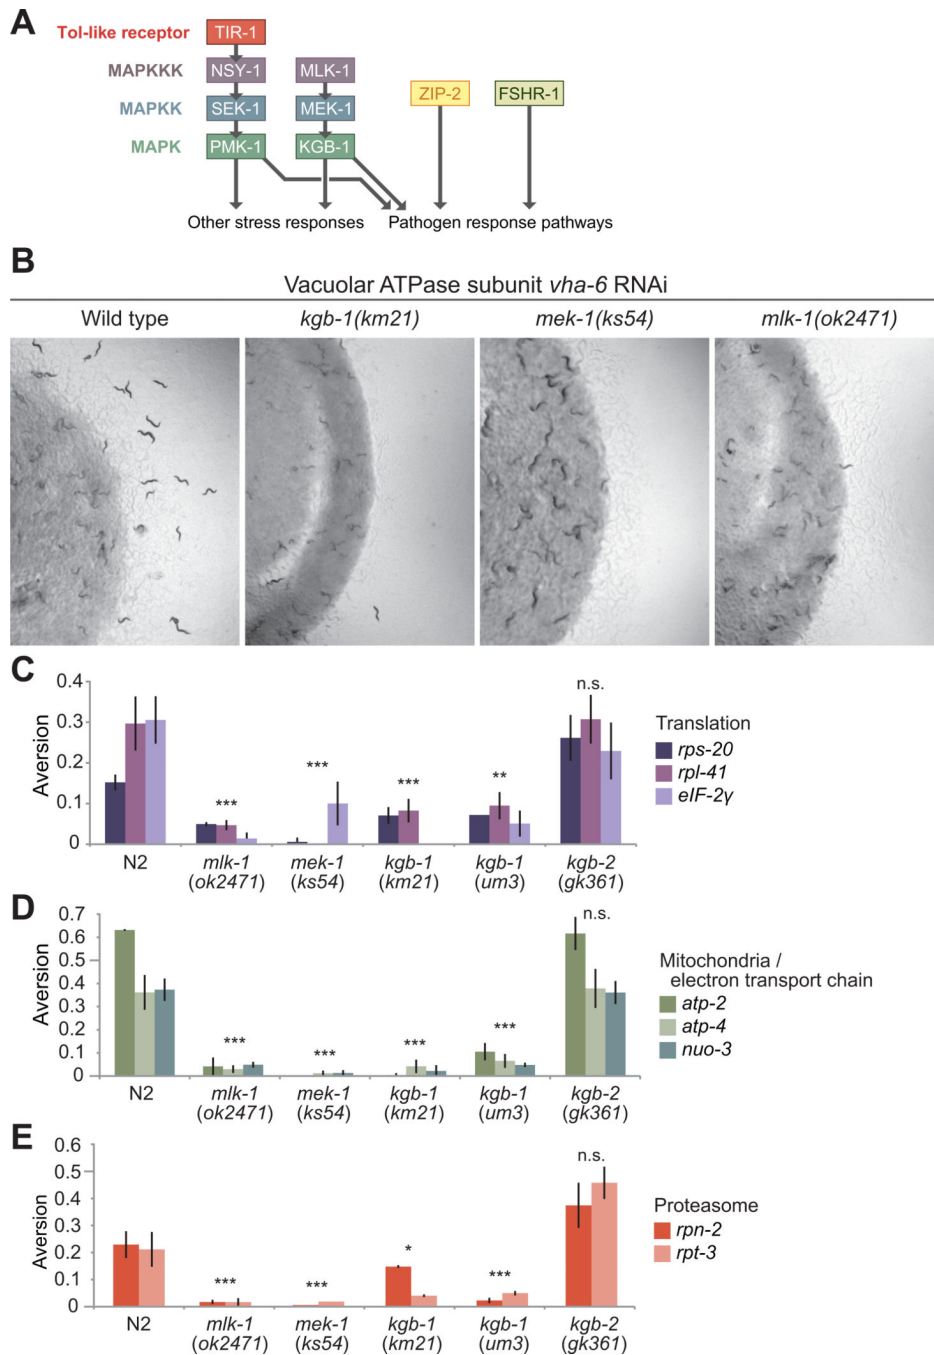 A
Tol-like receptor TIR-1
MAPKKK NSY-1 MLK-1
ZIP-2 FSHR-1
MAPKK SEK-1 MEK-1
MAPK PMK-1 KGB-1
Other stress responses Pathogen response pathways
B
Vacuolar ATPase subunit vha-6 RNAi
Wild type kgb-1(km21) mek-1(ks54) mlk-1(ok2471)
C
Aversion
0.4
0.3
0.2
0.1
0
*** *** *** ** n.s.
N2 mlk-1 (ok2471) mek-1 (ks54) kgb-1 (km21) kgb-1 (um3) kgb-2 (gk361)
Translation
rps-20
rpl-41
eIF-2γ
D
Aversion
0.7
0.6
0.5
0.4
0.3
0.2
0.1
0
*** *** *** *** n.s.
N2 mlk-1 (ok2471) mek-1 (ks54) kgb-1 (km21) kgb-1 (um3) kgb-2 (gk361)
Mitochondria /
electron transport chain
atp-2
atp-4
nuo-3
E
Aversion
0.6
0.5
0.4
0.3
0.2
0.1
0
*** *** * *** n.s.
N2 mlk-1 (ok2471) mek-1 (ks54) kgb-1 (km21) kgb-1 (um3) kgb-2 (gk361)
Proteasome
rpn-2
rpt-3